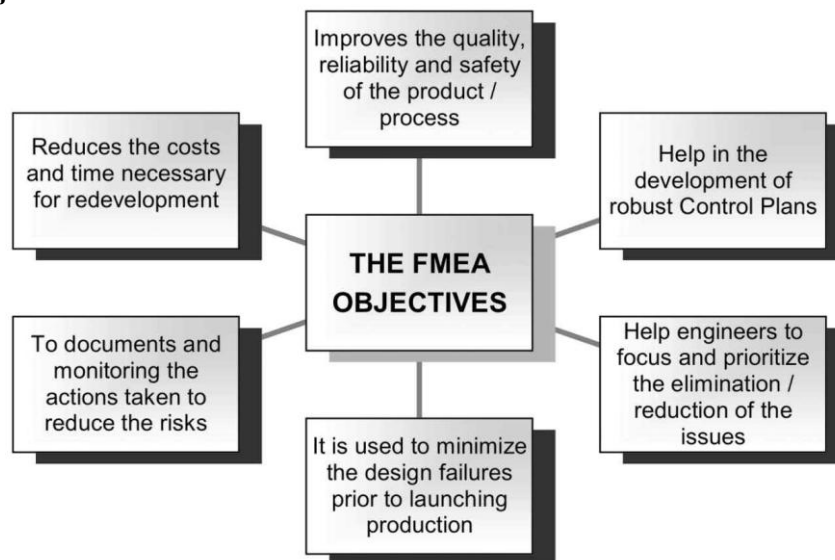 Improves the quality,
reliability and safety
of the product /
process
Reduces the costs
and time necessary
for redevelopment
Help in the
development of
robust Control Plans
THE FMEA
OBJECTIVES
To documents and
monitoring the
actions taken to
reduce the risks
Help engineers to
focus and prioritize
the elimination /
reduction of the
issues
It is used to minimize
the design failures
prior to launching
production